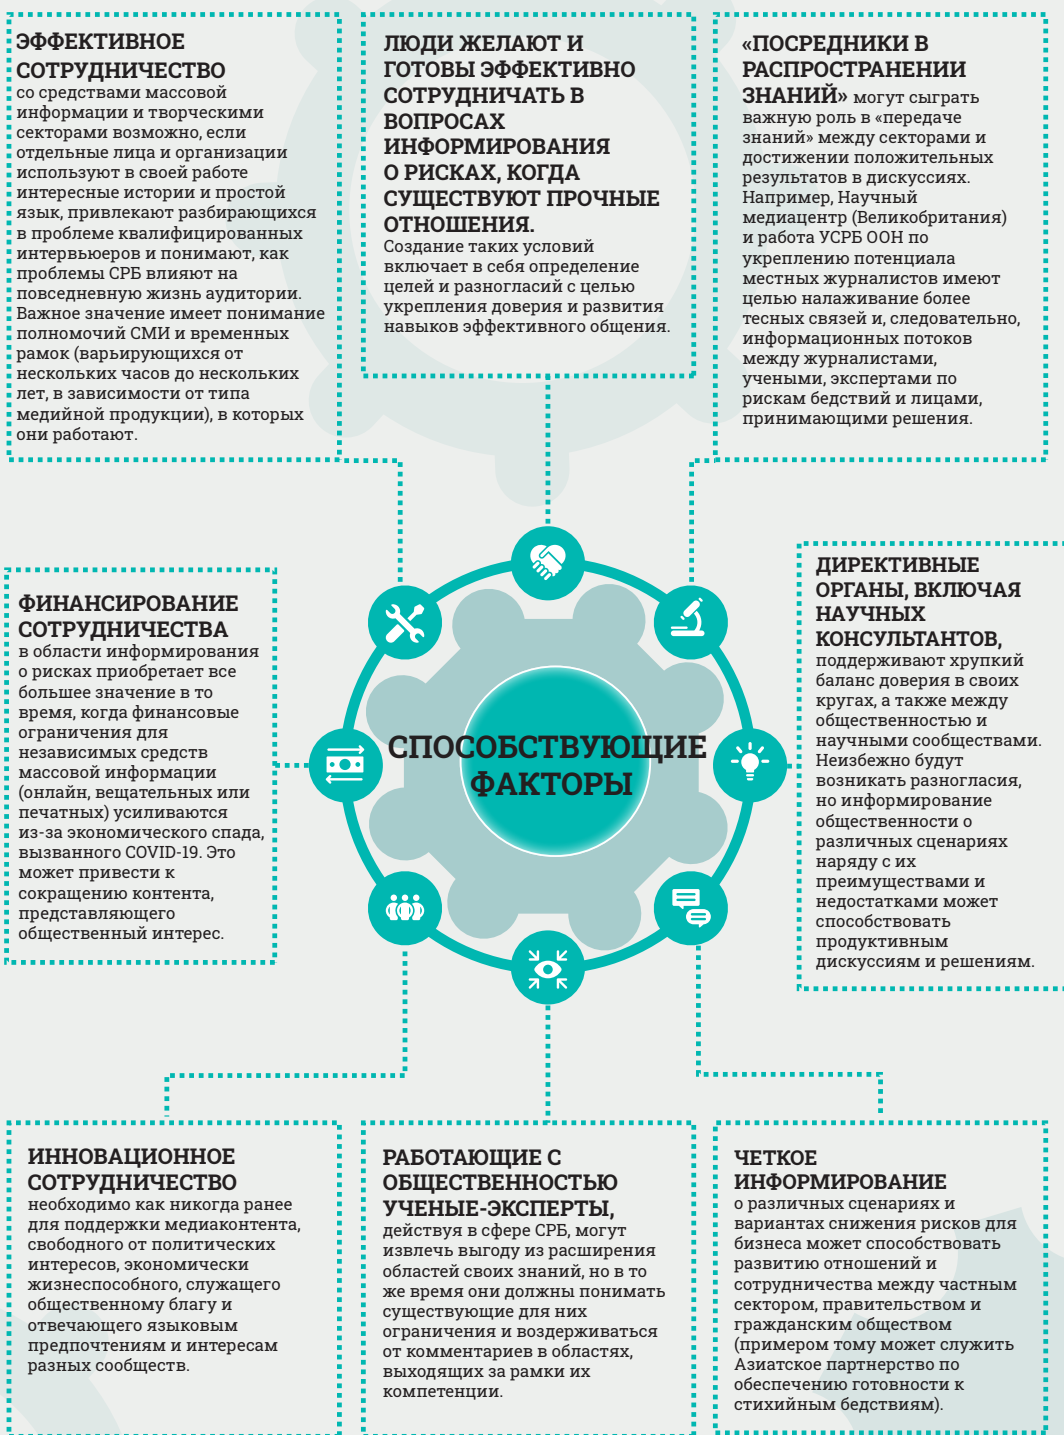 ЭФФЕКТИВНОЕ
СОТРУДНИЧЕСТВО
со средствами массовой
информации и творческими
секторами возможно, если
отдельные лица и организации
используют в своей работе
интересные истории и простой
язык, привлекают разбирающихся
в проблеме квалифицированных
интервьюеров и понимают, как
проблемы СРБ влияют на
повседневную жизнь аудитории.
Важное значение имеет понимание
полномочий СМИ и временных
рамок (варьирующихся от
нескольких часов до нескольких
лет, в зависимости от типа
медийной продукции), в которых
они работают.
ЛЮДИ ЖЕЛАЮТ И
ГОТОВЫ ЭФФЕКТИВНО
СОТРУДНИЧАТЬ В
ВОПРОСАХ
ИНФОРМИРОВАНИЯ
О РИСКАХ, КОГДА
СУЩЕСТВУЮТ ПРОЧНЫЕ
ОТНОШЕНИЯ.
Создание таких условий
включает в себя определение
целей и разногласий с целью
укрепления доверия и развития
навыков эффективного общения.
«ПОСРЕДНИКИ В
РАСПРОСТРАНЕНИИ
ЗНАНИЙ» могут сыграть
важную роль в «передаче
знаний» между секторами и
достижении положительных
результатов в дискуссиях.
Например, Научный
медиацентр (Великобритания)
и работа УСРБ ООН по
укреплению потенциала
местных журналистов имеют
целью налаживание более
тесных связей и, следовательно,
информационных потоков
между журналистами,
учеными, экспертами по
рискам бедствий и лицами,
принимающими решения.
ФИНАНСИРОВАНИЕ
СОТРУДНИЧЕСТВА
в области информирования
о рисках приобретает все
большее значение в то
время, когда финансовые
ограничения для
независимых средств
массовой информации
(онлайн, вещательных или
печатных) усиливаются
из-за экономического спада,
вызванного COVID-19. Это
может привести к
сокращению контента,
представляющего
общественный интерес.
СПОСОБСТВУЮЩИЕ
ФАКТОРЫ
ДИРЕКТИВНЫЕ
ОРГАНЫ, ВКЛЮЧАЯ
НАУЧНЫХ
КОНСУЛЬТАНТОВ,
поддерживают хрупкий
баланс доверия в своих
кругах, а также между
общественностью и
научными сообществами.
Неизбежно будут
возникать разногласия,
но информирование
общественности о
различных сценариях
наряду с их
преимуществами и
недостатками может
способствовать
продуктивным
дискуссиям и решениям.
ИННОВАЦИОННОЕ
СОТРУДНИЧЕСТВО
необходимо как никогда ранее
для поддержки медиаконтента,
свободного от политических
интересов, экономически
жизнеспособного, служащего
общественному благу и
отвечающего языковым
предпочтениям и интересам
разных сообществ.
РАБОТАЮЩИЕ С
ОБЩЕСТВЕННОСТЬЮ
УЧЕНЫЕ-ЭКСПЕРТЫ,
действуя в сфере СРБ, могут
извлечь выгоду из расширения
областей своих знаний, но в то
же время они должны понимать
существующие для них
ограничения и воздерживаться
от комментариев в областях,
выходящих за рамки их
компетенции.
ЧЕТКОЕ
ИНФОРМИРОВАНИЕ
о различных сценариях и
вариантах снижения рисков для
бизнеса может способствовать
развитию отношений и
сотрудничества между частным
сектором, правительством и
гражданским обществом
(примером тому может служить
Азиатское партнерство по
обеспечению готовности к
стихийным бедствиям).